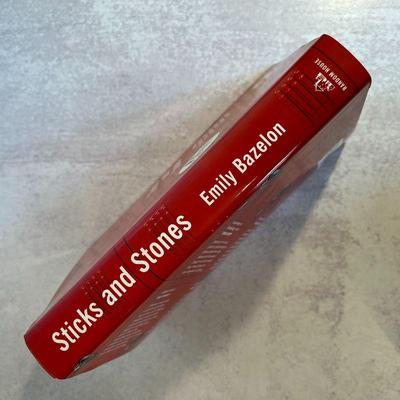 Sticks and Stones
Emily Bazelon
RANDOM HOUSE